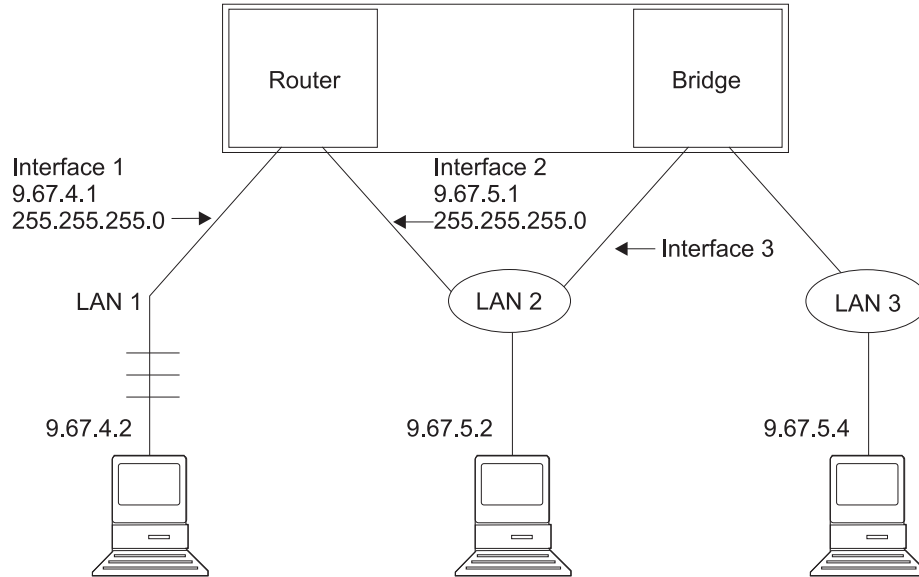 Router
Bridge
Interface 1
9.67.4.1
255.255.255.0
Interface 2
9.67.5.1
255.255.255.0
Interface 3
LAN 1
LAN 2
LAN 3
9.67.4.2
9.67.5.2
9.67.5.4